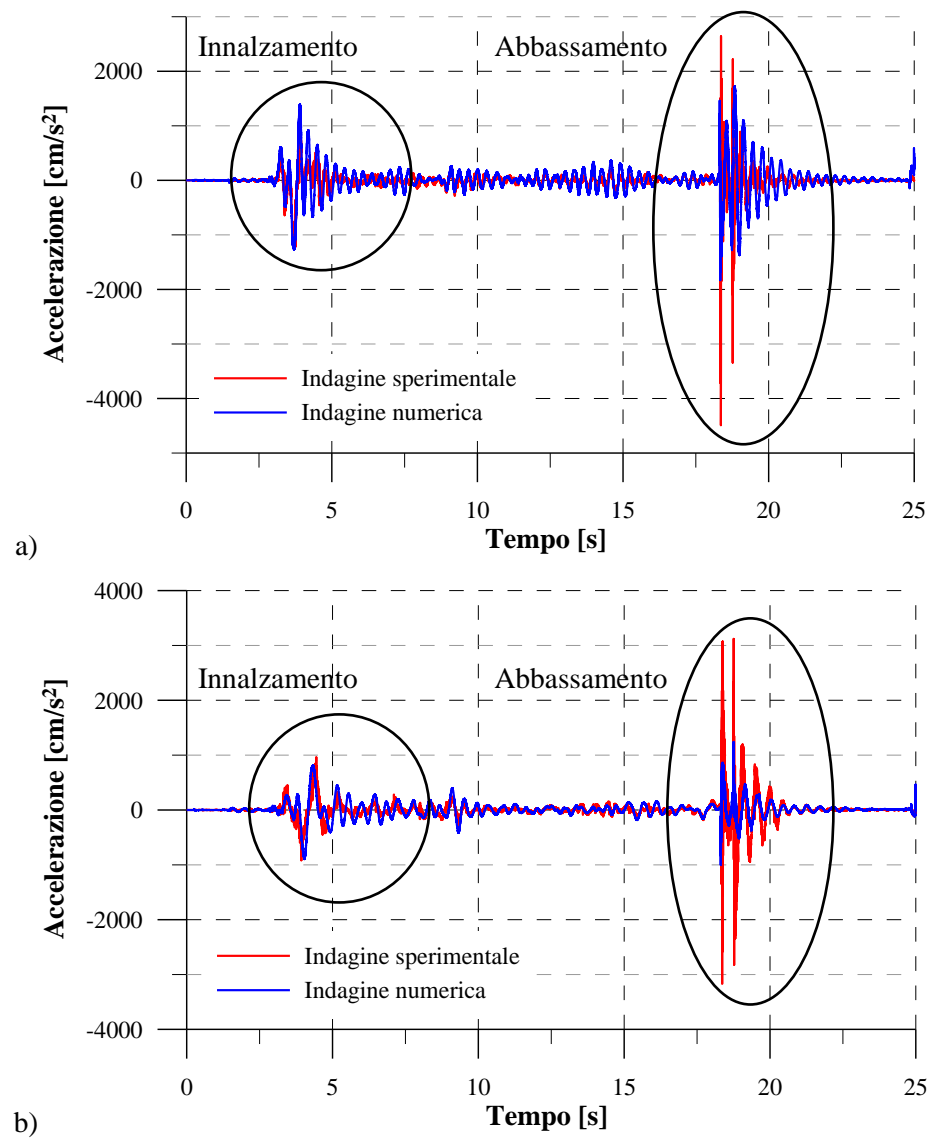 Innalzamento Abbassamento
2000
0
-2000
-4000
Accelerazione [cm/s²]
Indagine sperimentale
Indagine numerica
0 5 10 15 20 25
Tempo [s]
a)
4000
2000
0
-2000
-4000
Accelerazione [cm/s²]
Innalzamento Abbassamento
Indagine sperimentale
Indagine numerica
0 5 10 15 20 25
Tempo [s]
b)